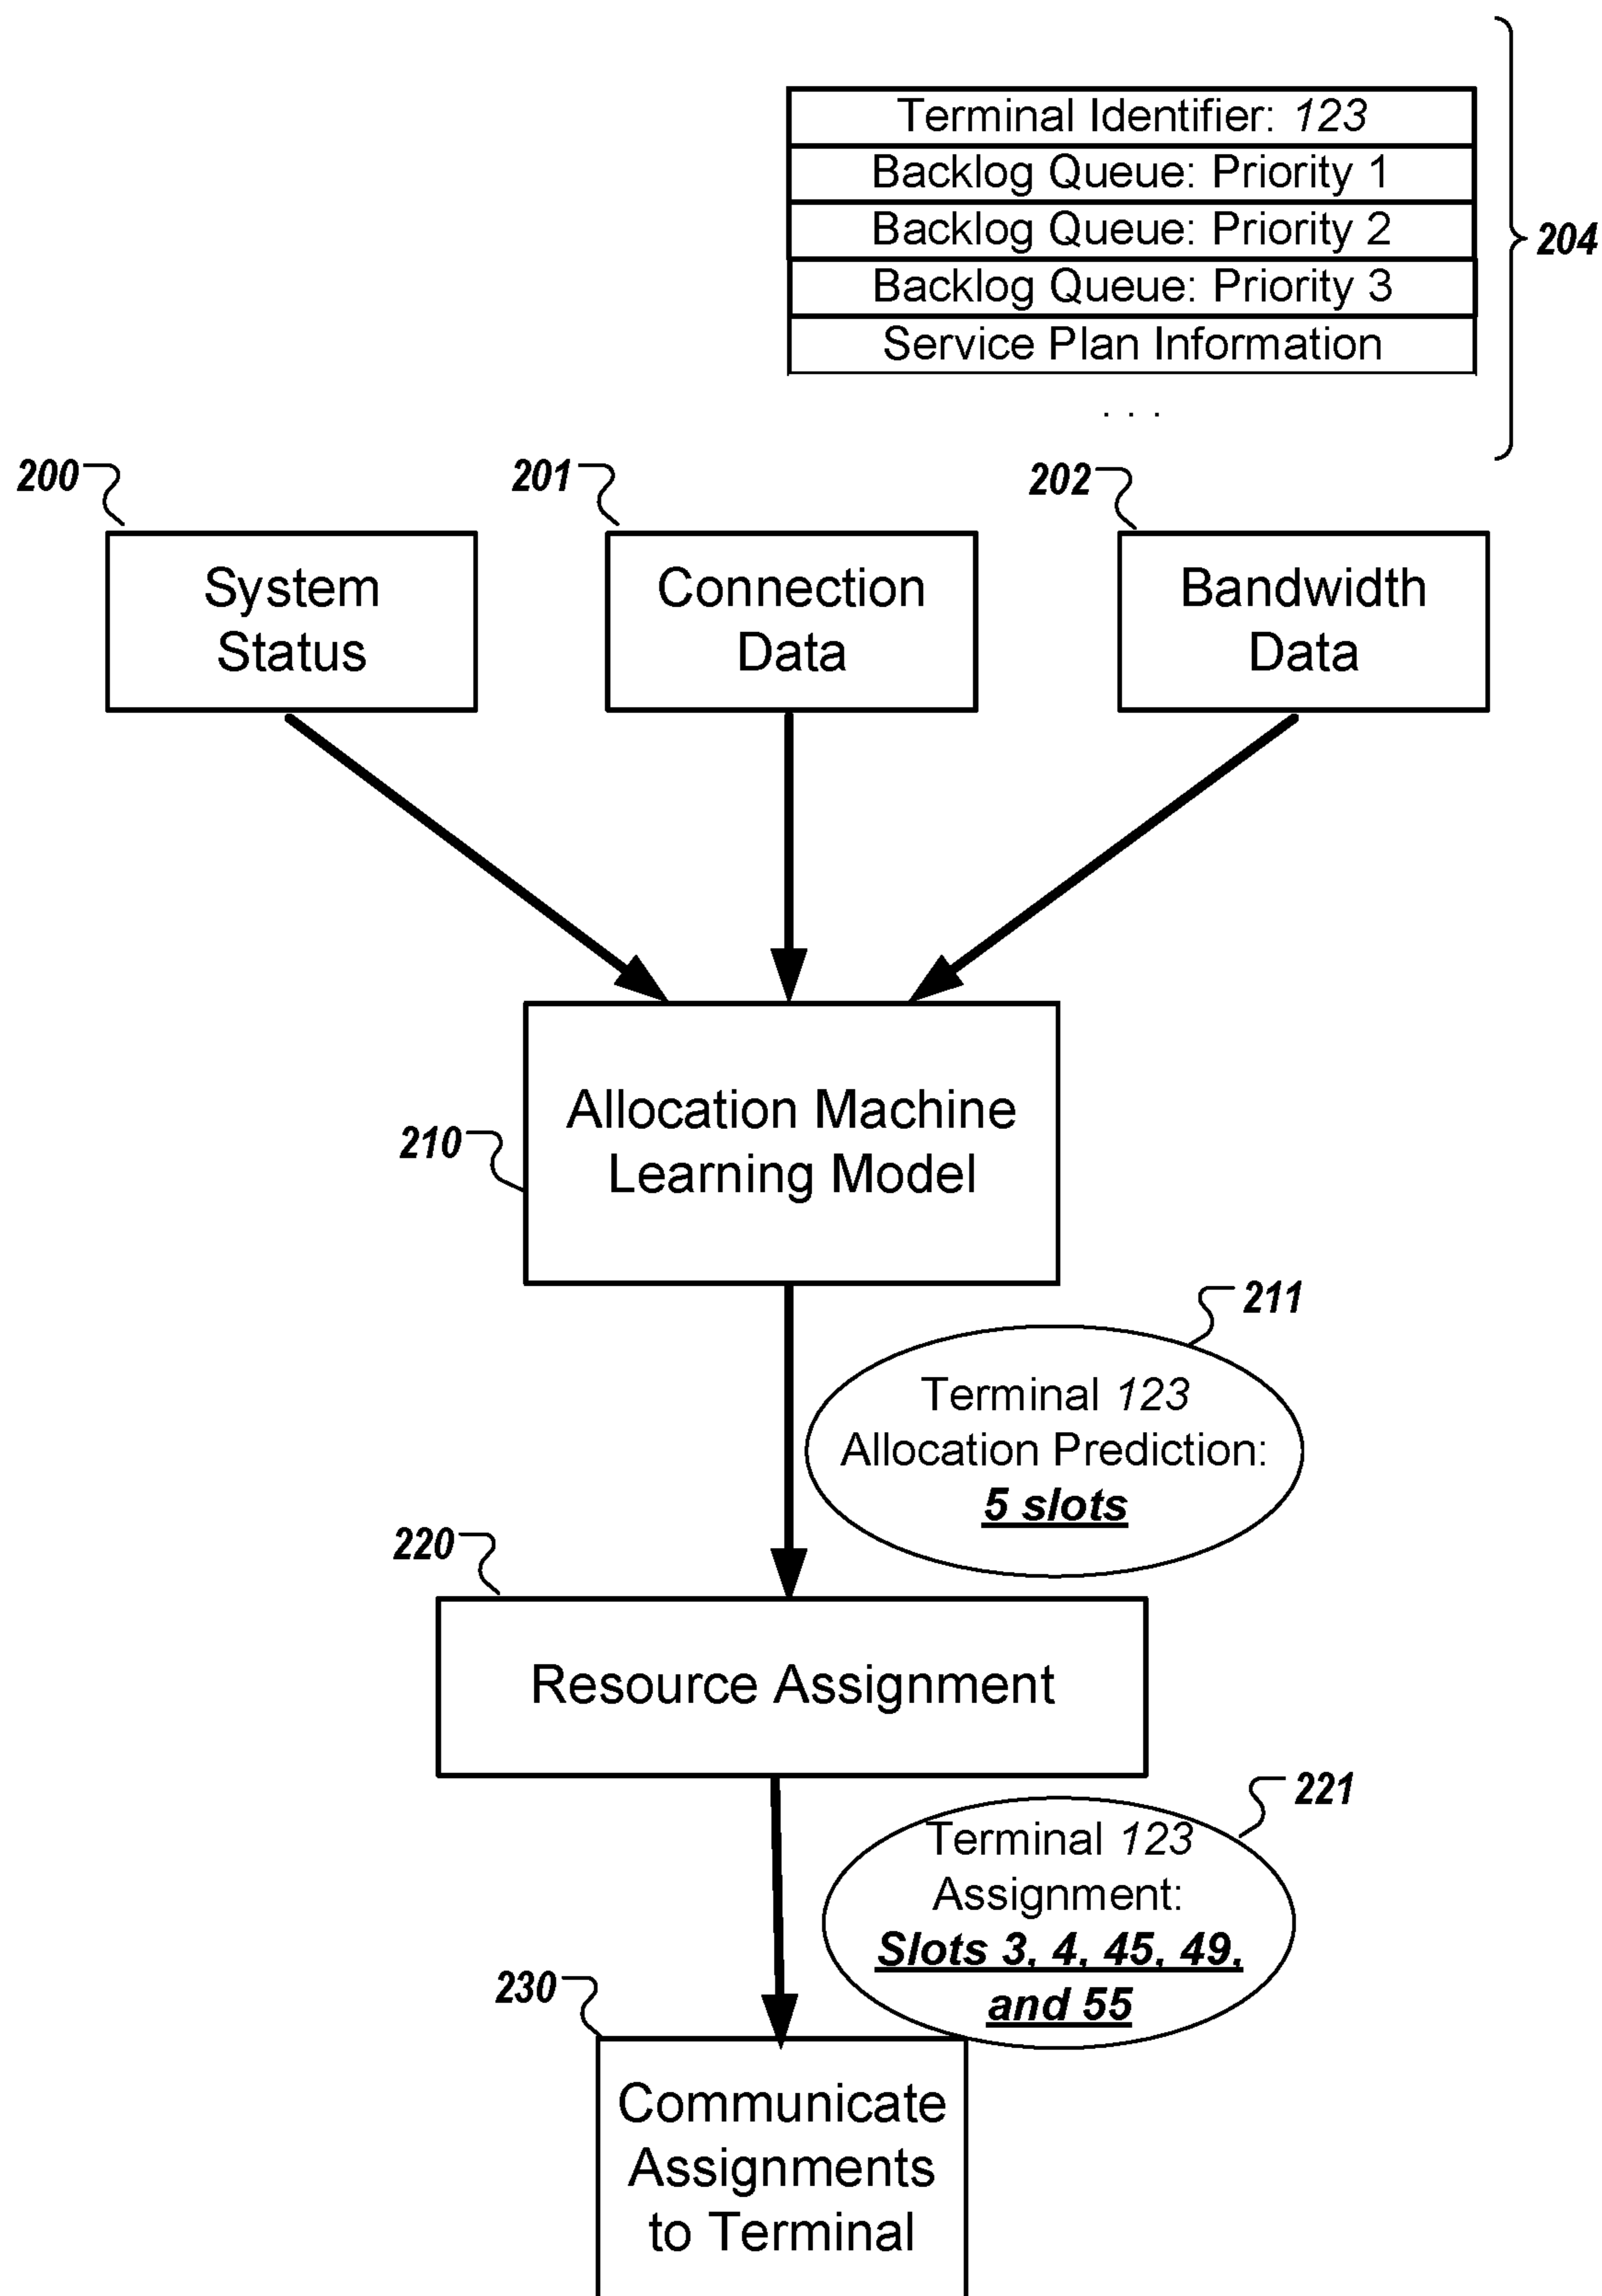 Terminal Identifier: 123
Backlog Queue: Priority 1
Backlog Queue: Priority 2
Backlog Queue: Priority 3
Service Plan Information
. . .
204
200
201
202
System
Status
Connection
Data
Bandwidth
Data
210
Allocation Machine
Learning Model
211
Terminal 123
Allocation Prediction:
5 slots
220
Resource Assignment
221
Terminal 123
Assignment:
Slots 3, 4, 45, 49,
and 55
230
Communicate
Assignments
to Terminal